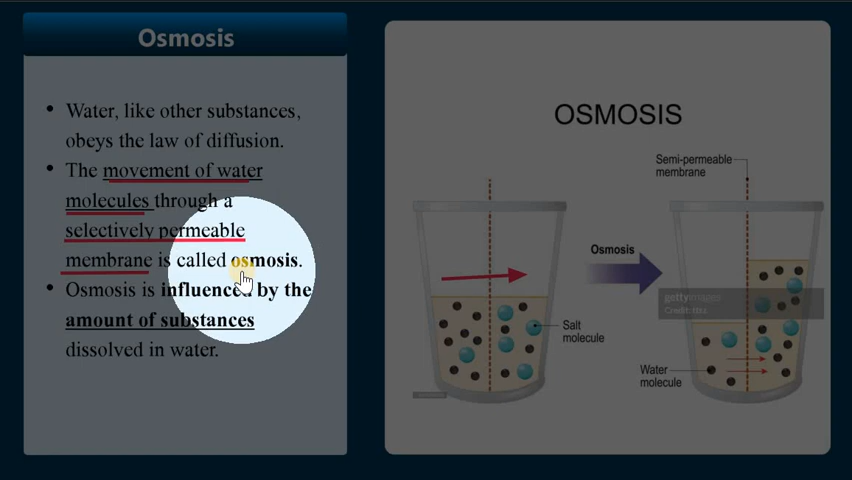 Osmosis
• Water, like other substances,
obeys the law of diffusion.
• The movement of water
molecules through a
selectively permeable
membrane is called osmosis.
• Osmosis is influenced by the
amount of substances
dissolved in water.
OSMOSIS
Semi-permeable
membrane
Osmosis
Salt
molecule
Water
molecule
gettyimages